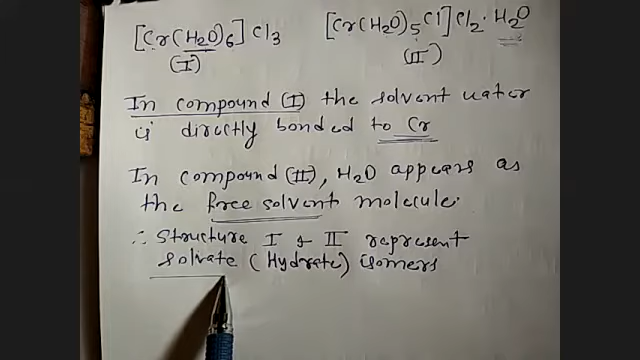 [Cr(H2O)6]Cl3 [Cr(H2O)5Cl]Cl2·H2O
(I) (II)
In compound (I) the solvent water
is directly bonded to Cr
In compound (II), H2O appears as
the free solvent molecule.
∴ Structure I & II represent
solvate (Hydrate) isomers